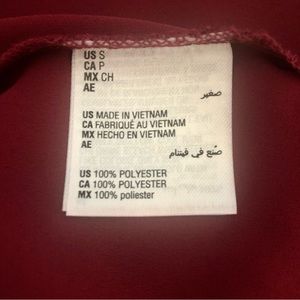 US S
CA P
MX CH
AE
صغير
US MADE IN VIETNAM
CA FABRIQUÉ AU VIETNAM
MX HECHO EN VIETNAM
AE
صُنع في فيتنام
US 100% POLYESTER
CA 100% POLYESTER
MX 100% poliester